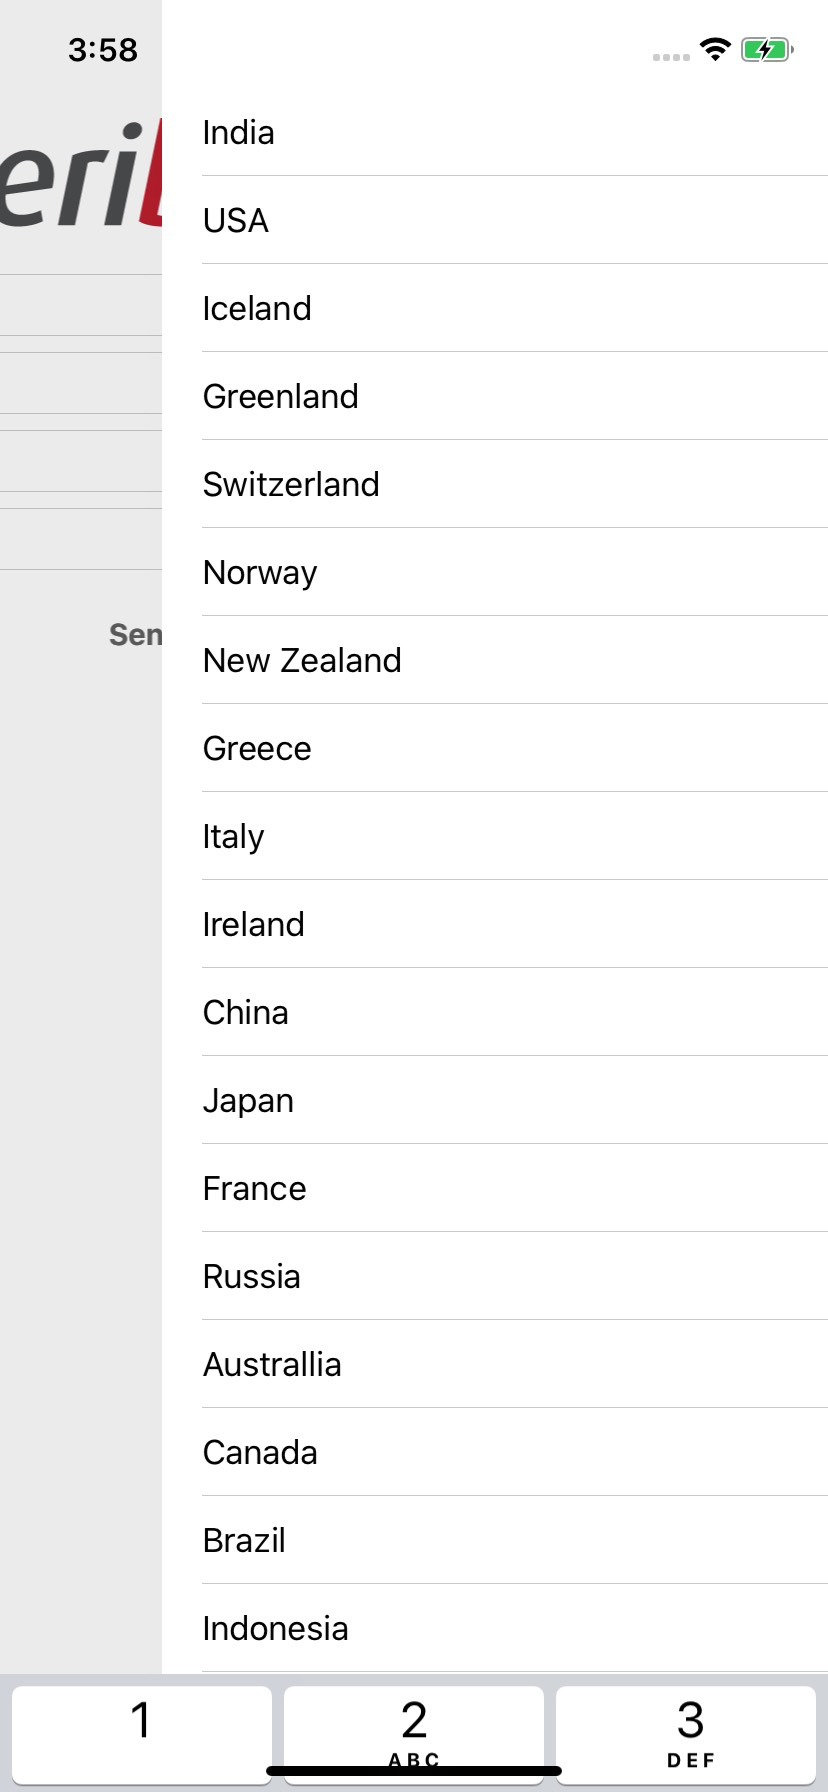 3:58
eri
India
USA
Iceland
Greenland
Switzerland
Norway
Sen
New Zealand
Greece
Italy
Ireland
China
Japan
France
Russia
Australlia
Canada
Brazil
Indonesia
1 2 3
ABC DEF